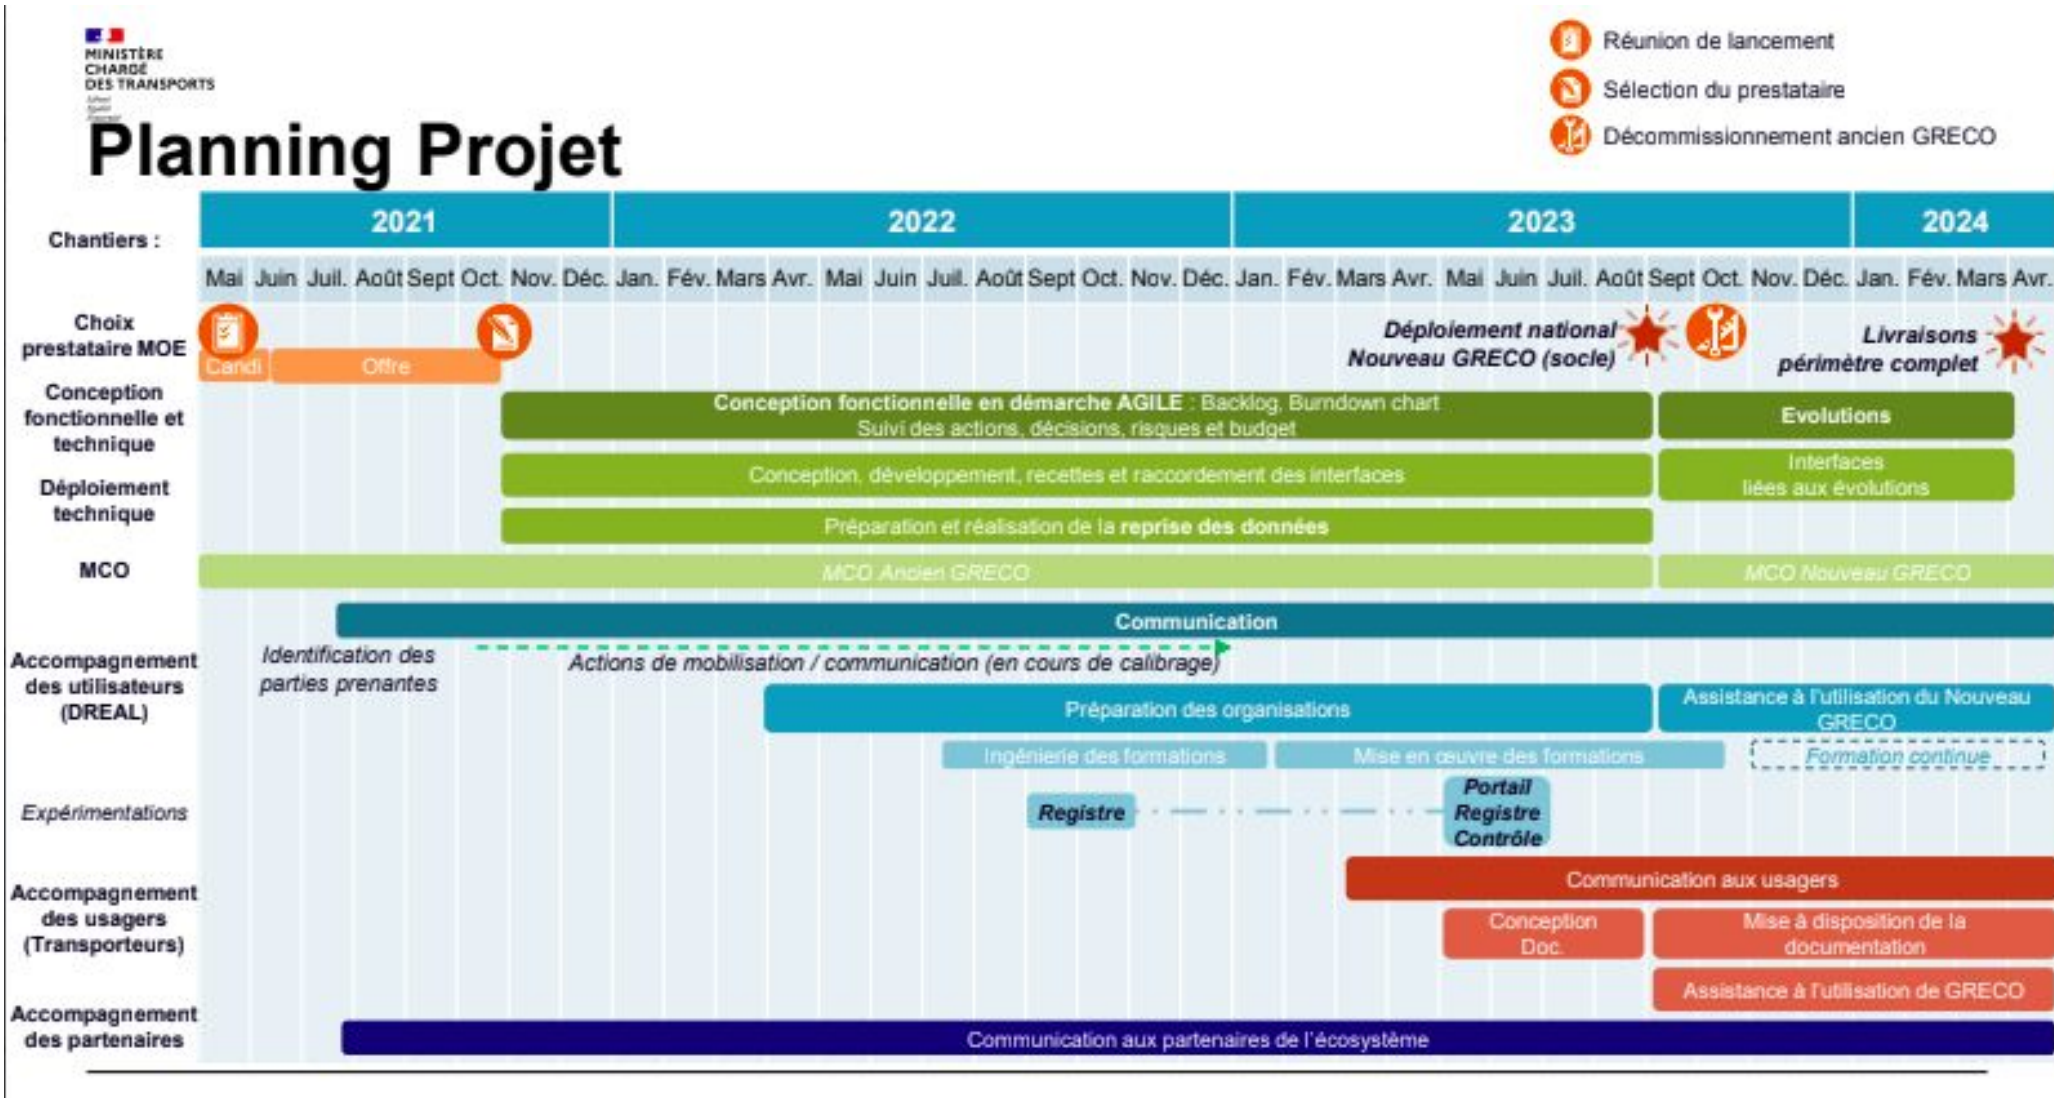 MINISTÈRE
CHARGÉ
DES TRANSPORTS
Planning Projet
Réunion de lancement
Sélection du prestataire
Décommissionnement ancien GRECO
Chantiers :
2021 2022 2023 2024
Mai Juin Juil. Août Sept Oct. Nov. Déc. Jan. Fév. Mars Avr. Mai Juin Juil. Août Sept Oct. Nov. Déc. Jan. Fév. Mars Avr. Mai Juin Juil. Août Sept Oct. Nov. Déc. Jan. Fév. Mars Avr.
Choix
prestataire MOE
Candi
Offre
Déploiement national
Nouveau GRECO (socle)
Livraisons
périmètre complet
Conception
fonctionnelle et
technique
Conception fonctionnelle en démarche AGILE : Backlog, Burndown chart
Suivi des actions, décisions, risques et budget
Evolutions
Déploiement
technique
Conception, développement, recettes et raccordement des interfaces
Interfaces
liées aux évolutions
Préparation et réalisation de la reprise des données
MCO
MCO Ancien GRECO
MCO Nouveau GRECO
Communication
Accompagnement
des utilisateurs
(DREAL)
Identification des
parties prenantes
Actions de mobilisation / communication (en cours de calibrage)
Préparation des organisations
Assistance à l'utilisation du Nouveau
GRECO
Ingénierie des formations
Mise en œuvre des formations
Formation continue
Expérimentations
Registre
Portail
Registre
Contrôle
Accompagnement
des usagers
(Transporteurs)
Communication aux usagers
Conception
Doc.
Mise à disposition de la
documentation
Assistance à l'utilisation de GRECO
Accompagnement
des partenaires
Communication aux partenaires de l'écosystème